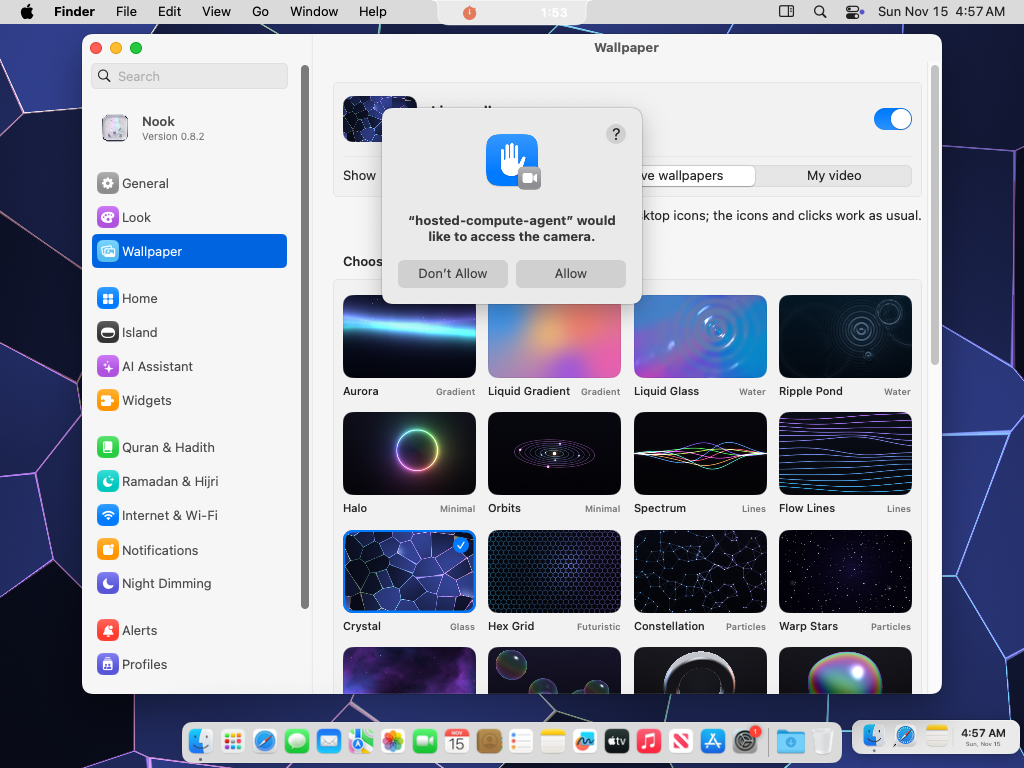 Finder File Edit View Go Window Help 1:53 Sun Nov 15 4:57 AM
Wallpaper
Search
Nook
Version 0.8.2
General
Look
Wallpaper
Home
Island
AI Assistant
Widgets
Quran & Hadith
Ramadan & Hijri
Internet & Wi-Fi
Notifications
Night Dimming
Alerts
Profiles
Show
wallpapers My video
icons; the icons and clicks work as usual.
?
“hosted-compute-agent” would
like to access the camera.
Don’t Allow Allow
Aurora Gradient Liquid Gradient Gradient Liquid Glass Water Ripple Pond Water
Halo Minimal Orbits Minimal Spectrum Lines Flow Lines Lines
Crystal Glass Hex Grid Futuristic Constellation Particles Warp Stars Particles
NOV
15
tv
1
4:57 AM
Sun, Nov 15